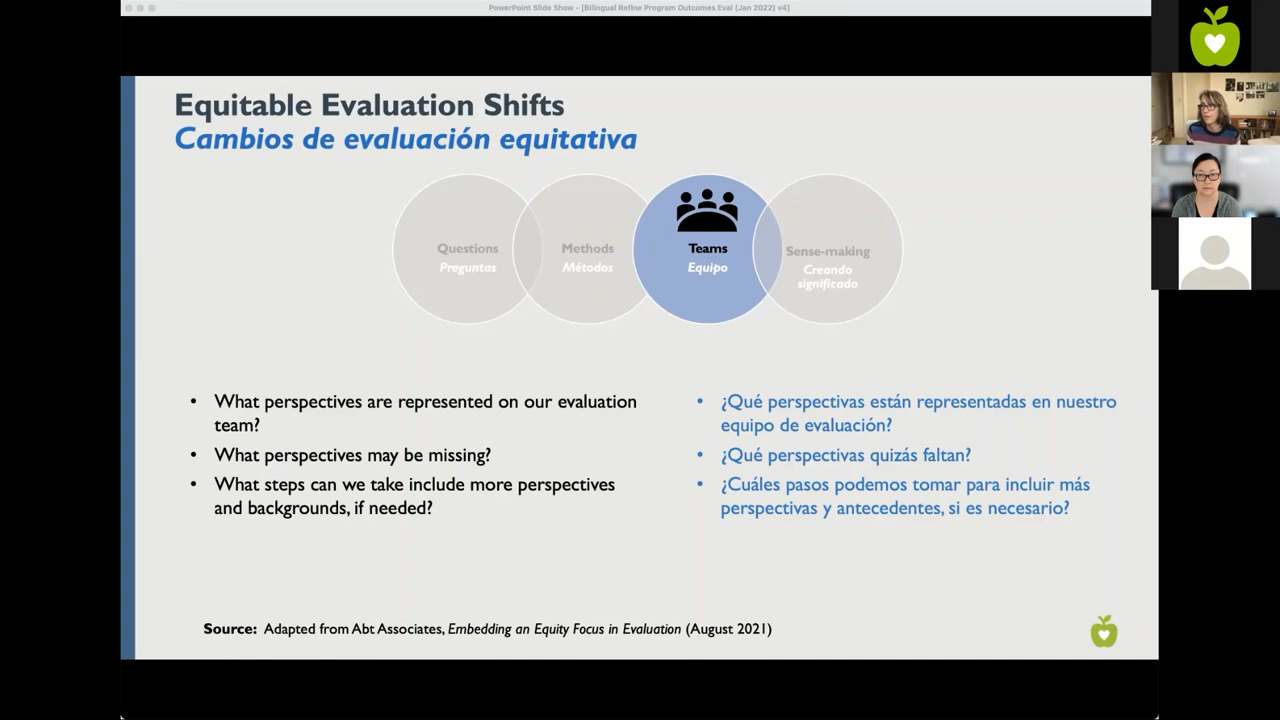 PowerPoint Slide Show - [Bilingual Refine Program Outcomes Eval (Jan 2022) v4]
Equitable Evaluation Shifts
Cambios de evaluación equitativa
Questions
Preguntas
Methods
Métodos
Teams
Equipo
Sense-making
Creando
significado
• What perspectives are represented on our evaluation
team?
• What perspectives may be missing?
• What steps can we take include more perspectives
and backgrounds, if needed?
• ¿Qué perspectivas están representadas en nuestro
equipo de evaluación?
• ¿Qué perspectivas quizás faltan?
• ¿Cuáles pasos podemos tomar para incluir más
perspectivas y antecedentes, si es necesario?
Source: Adapted from Abt Associates, Embedding an Equity Focus in Evaluation (August 2021)